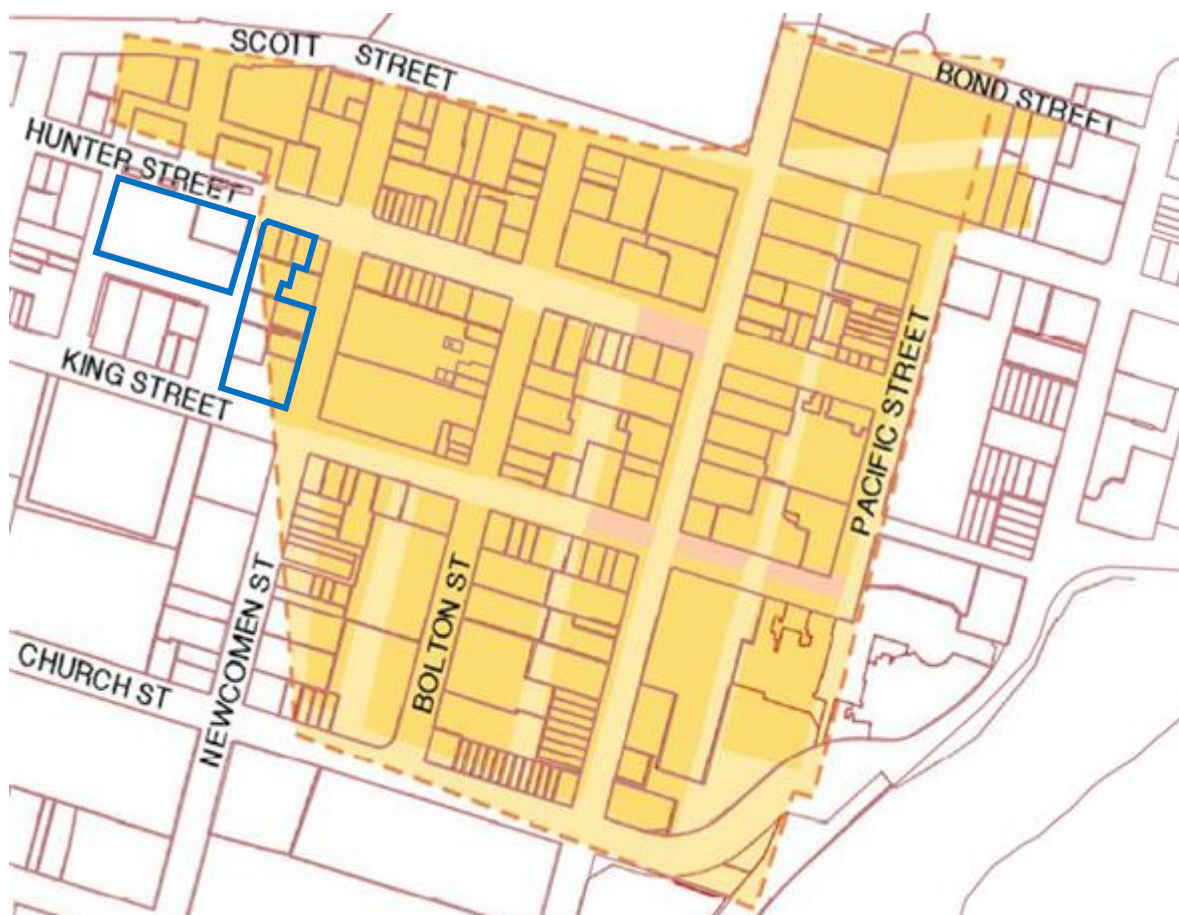 SCOTT STREET
BOND STREET
HUNTER STREET
KING STREET
PACIFIC STREET
NEWCOMEN ST
BOLTON ST
CHURCH ST